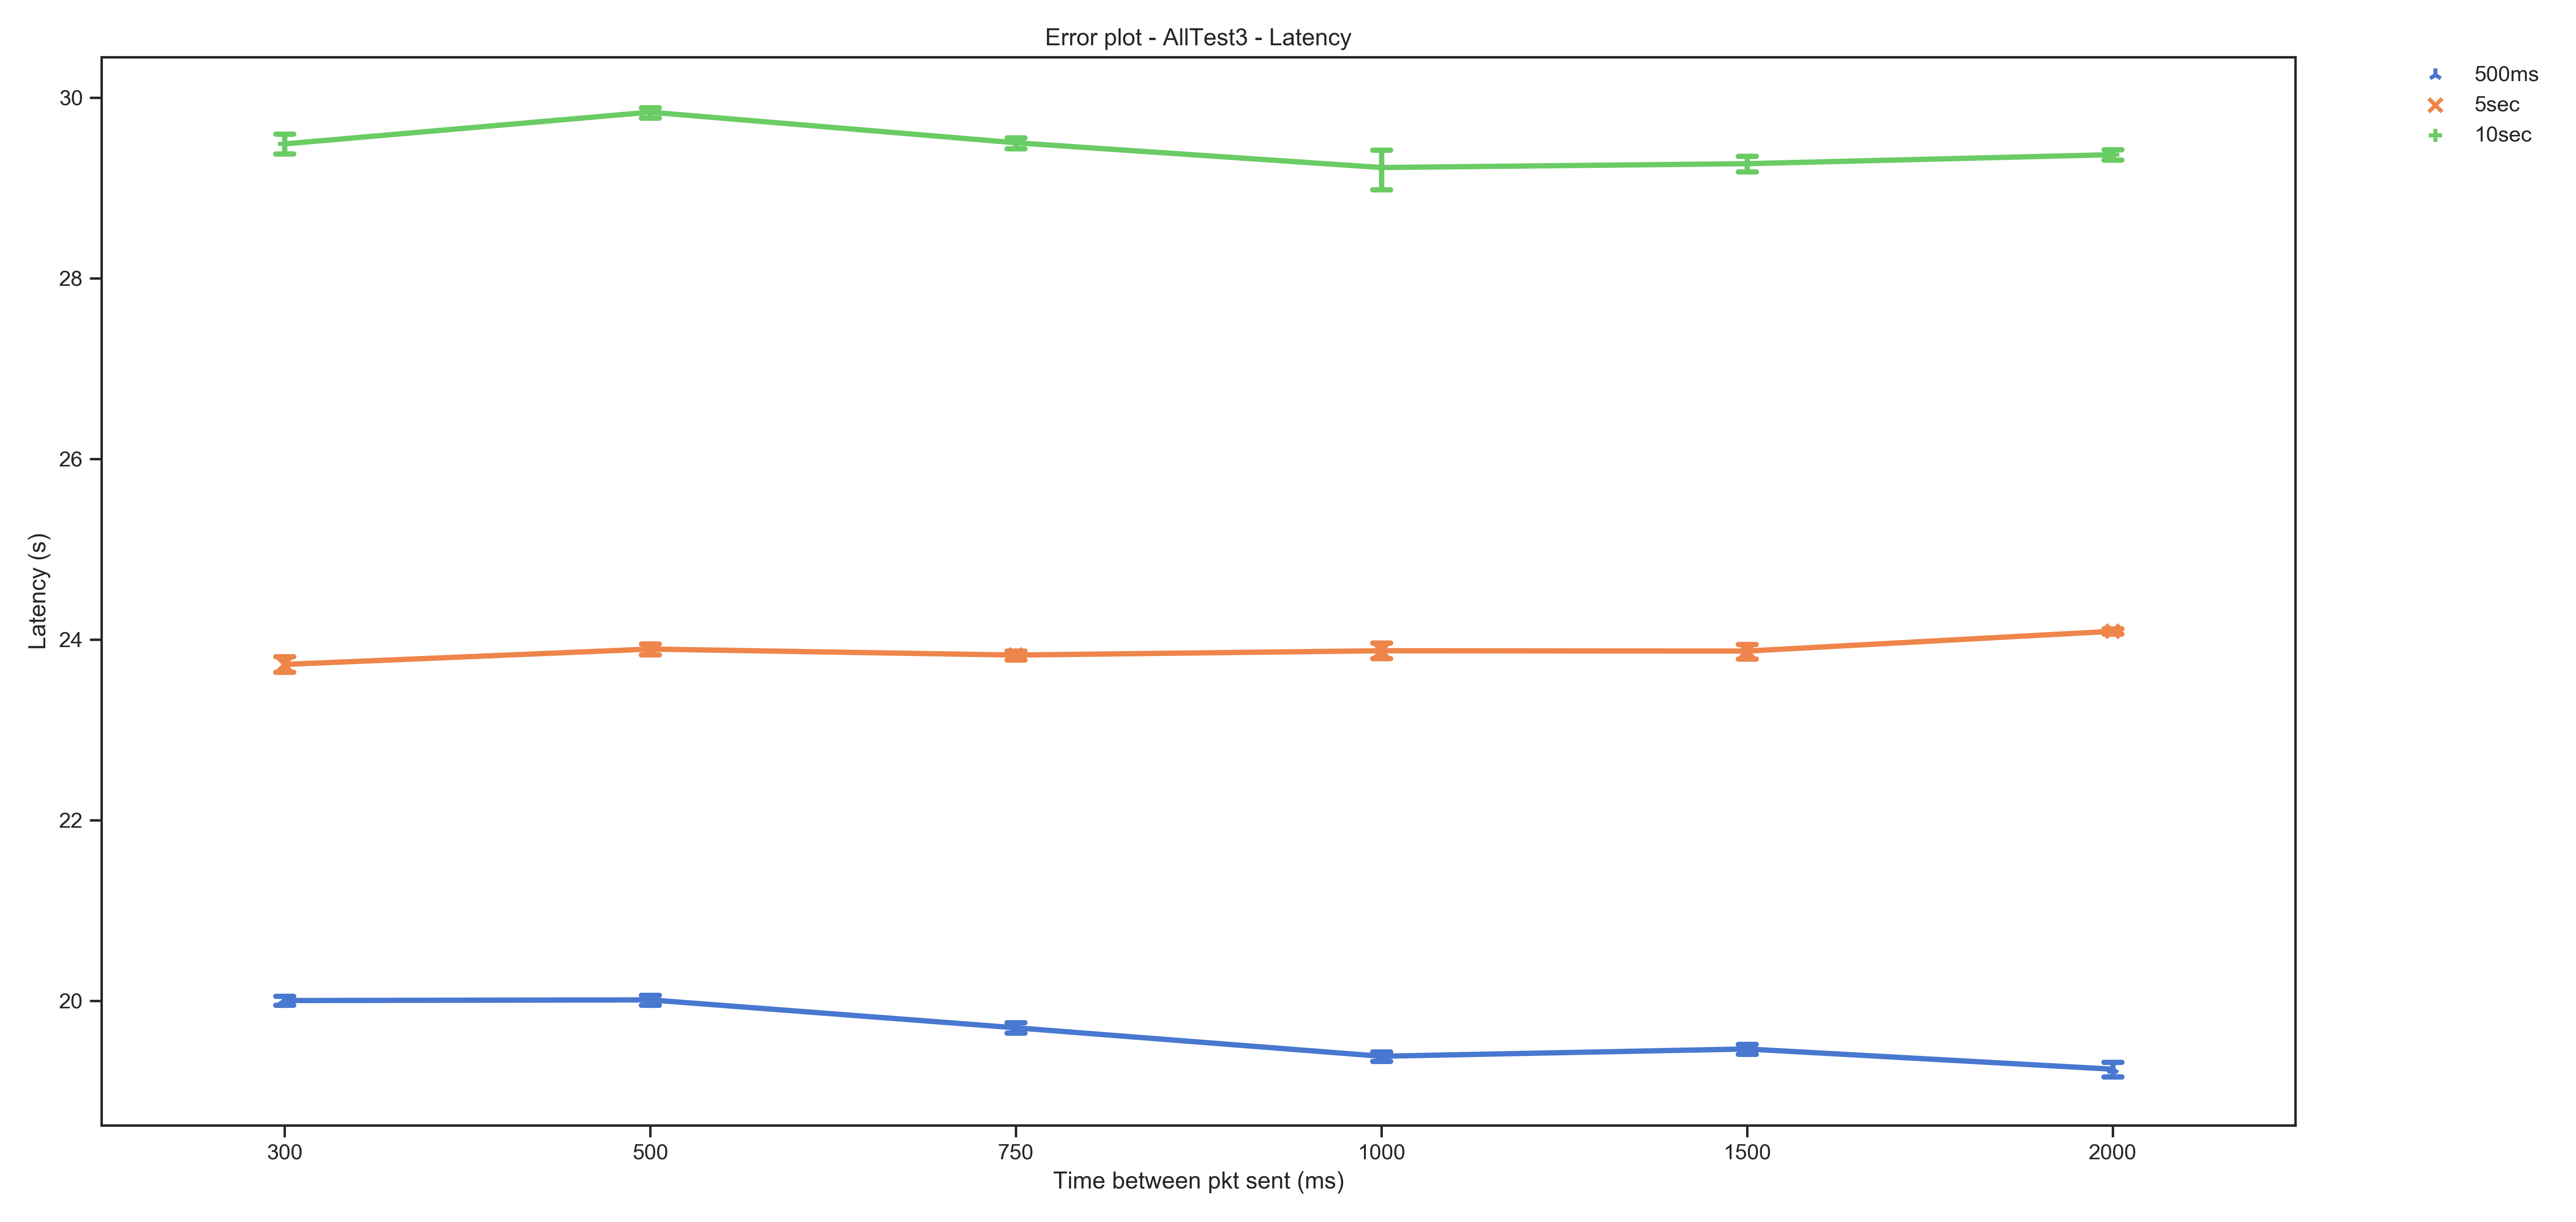 Error plot - AllTest3 - Latency
500ms
5sec
10sec
30
28
26
24
22
20
Latency (s)
300 500 750 1000 1500 2000
Time between pkt sent (ms)